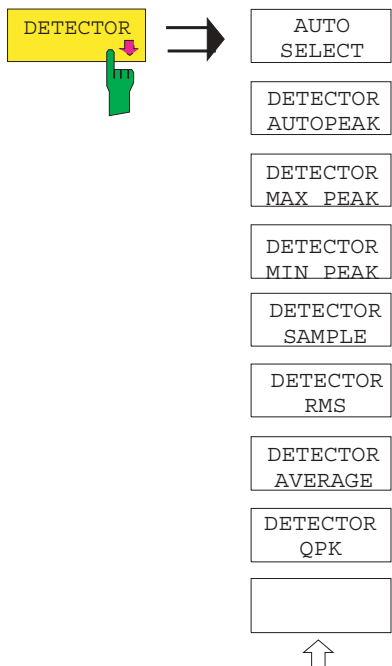 DETECTOR
AUTO
SELECT
DETECTOR
AUTOPEAK
DETECTOR
MAX PEAK
DETECTOR
MIN PEAK
DETECTOR
SAMPLE
DETECTOR
RMS
DETECTOR
AVERAGE
DETECTOR
QPK